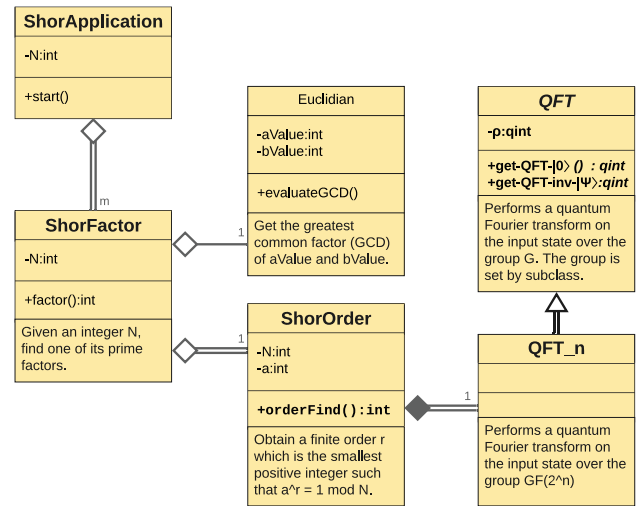 ShorApplication
-N:int
+start()
m
ShorFactor
-N:int
+factor():int
Given an integer N,
find one of its prime
factors.
1
Euclidian
-aValue:int
-bValue:int
+evaluateGCD()
Get the greatest
common factor (GCD)
of aValue and bValue.
1
ShorOrder
-N:int
-a:int
+orderFind():int
Obtain a finite order r
which is the smallest
positive integer such
that a^r = 1 mod N.
QFT
-ρ:qint
+get-QFT-|0⟩ () : qint
+get-QFT-inv-|Ψ⟩:qint
Performs a quantum
Fourier transform on
the input state over the
group G. The group is
set by subclass.
1
QFT_n
Performs a quantum
Fourier transform on
the input state over the
group GF(2^n)